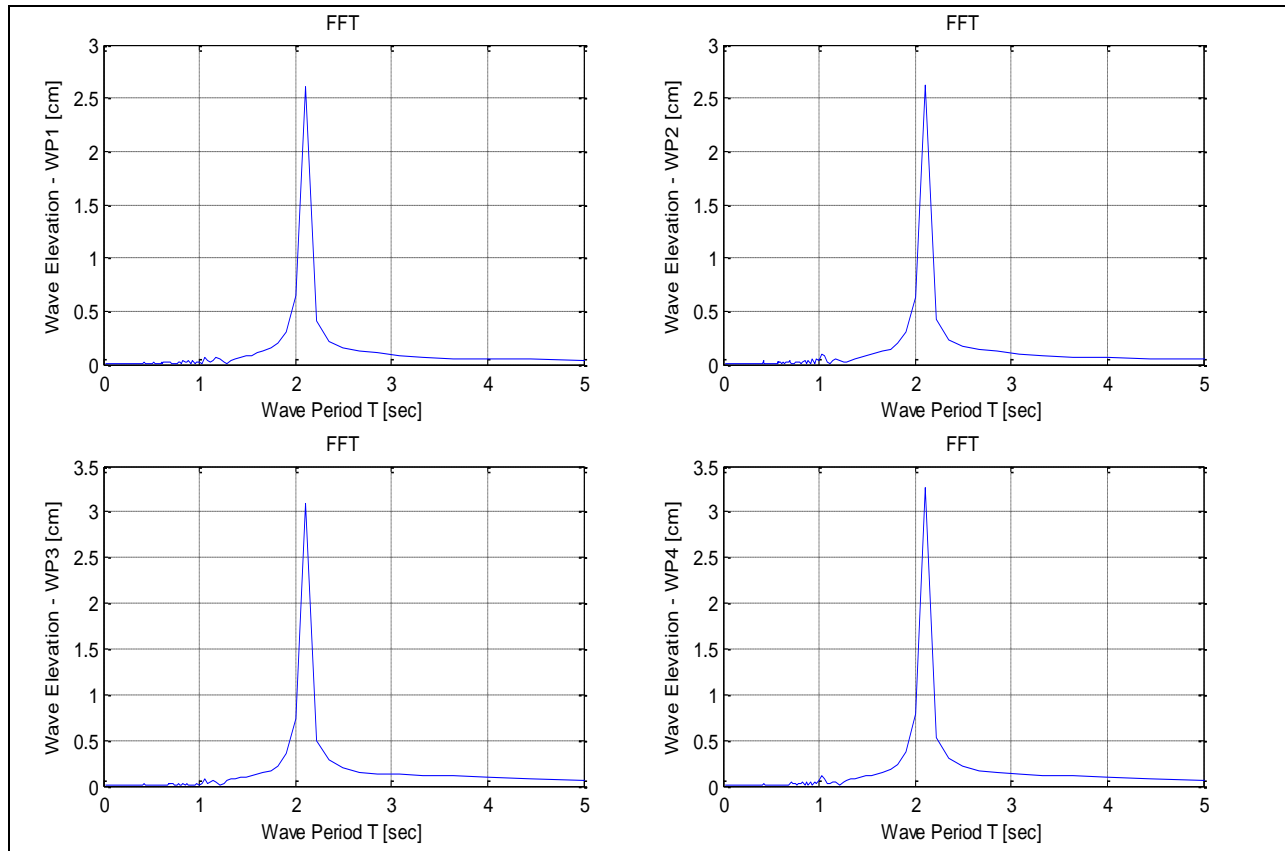 FFT
3
2.5
2
1.5
1
0.5
0
Wave Elevation - WP1 [cm]
0 1 2 3 4 5
Wave Period T [sec]
FFT
3
2.5
2
1.5
1
0.5
0
Wave Elevation - WP2 [cm]
0 1 2 3 4 5
Wave Period T [sec]
FFT
3.5
3
2.5
2
1.5
1
0.5
0
Wave Elevation - WP3 [cm]
0 1 2 3 4 5
Wave Period T [sec]
FFT
3.5
3
2.5
2
1.5
1
0.5
0
Wave Elevation - WP4 [cm]
0 1 2 3 4 5
Wave Period T [sec]